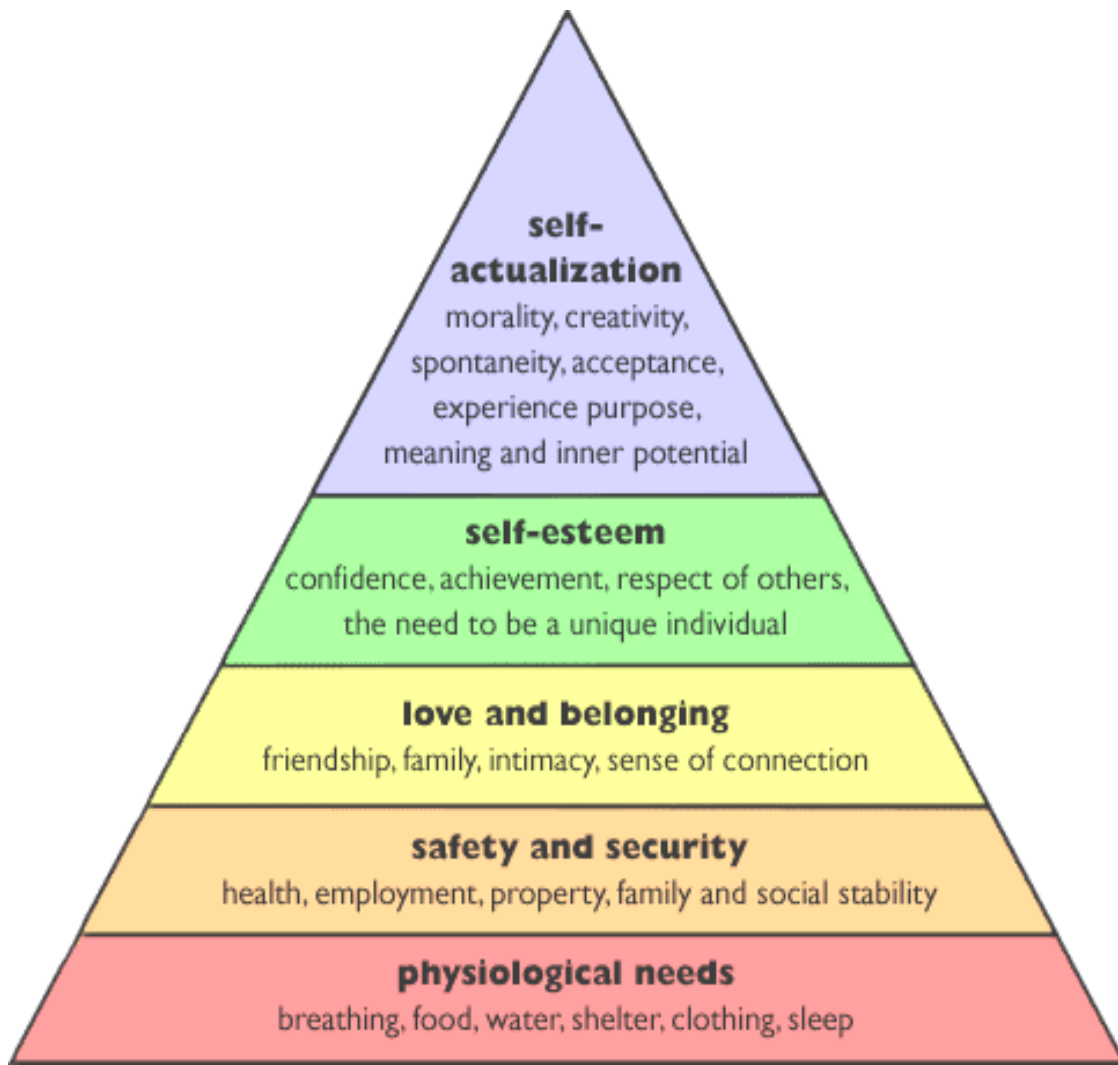 self-
actualization
morality, creativity,
spontaneity, acceptance,
experience purpose,
meaning and inner potential
self-esteem
confidence, achievement, respect of others,
the need to be a unique individual
love and belonging
friendship, family, intimacy, sense of connection
safety and security
health, employment, property, family and social stability
physiological needs
breathing, food, water, shelter, clothing, sleep